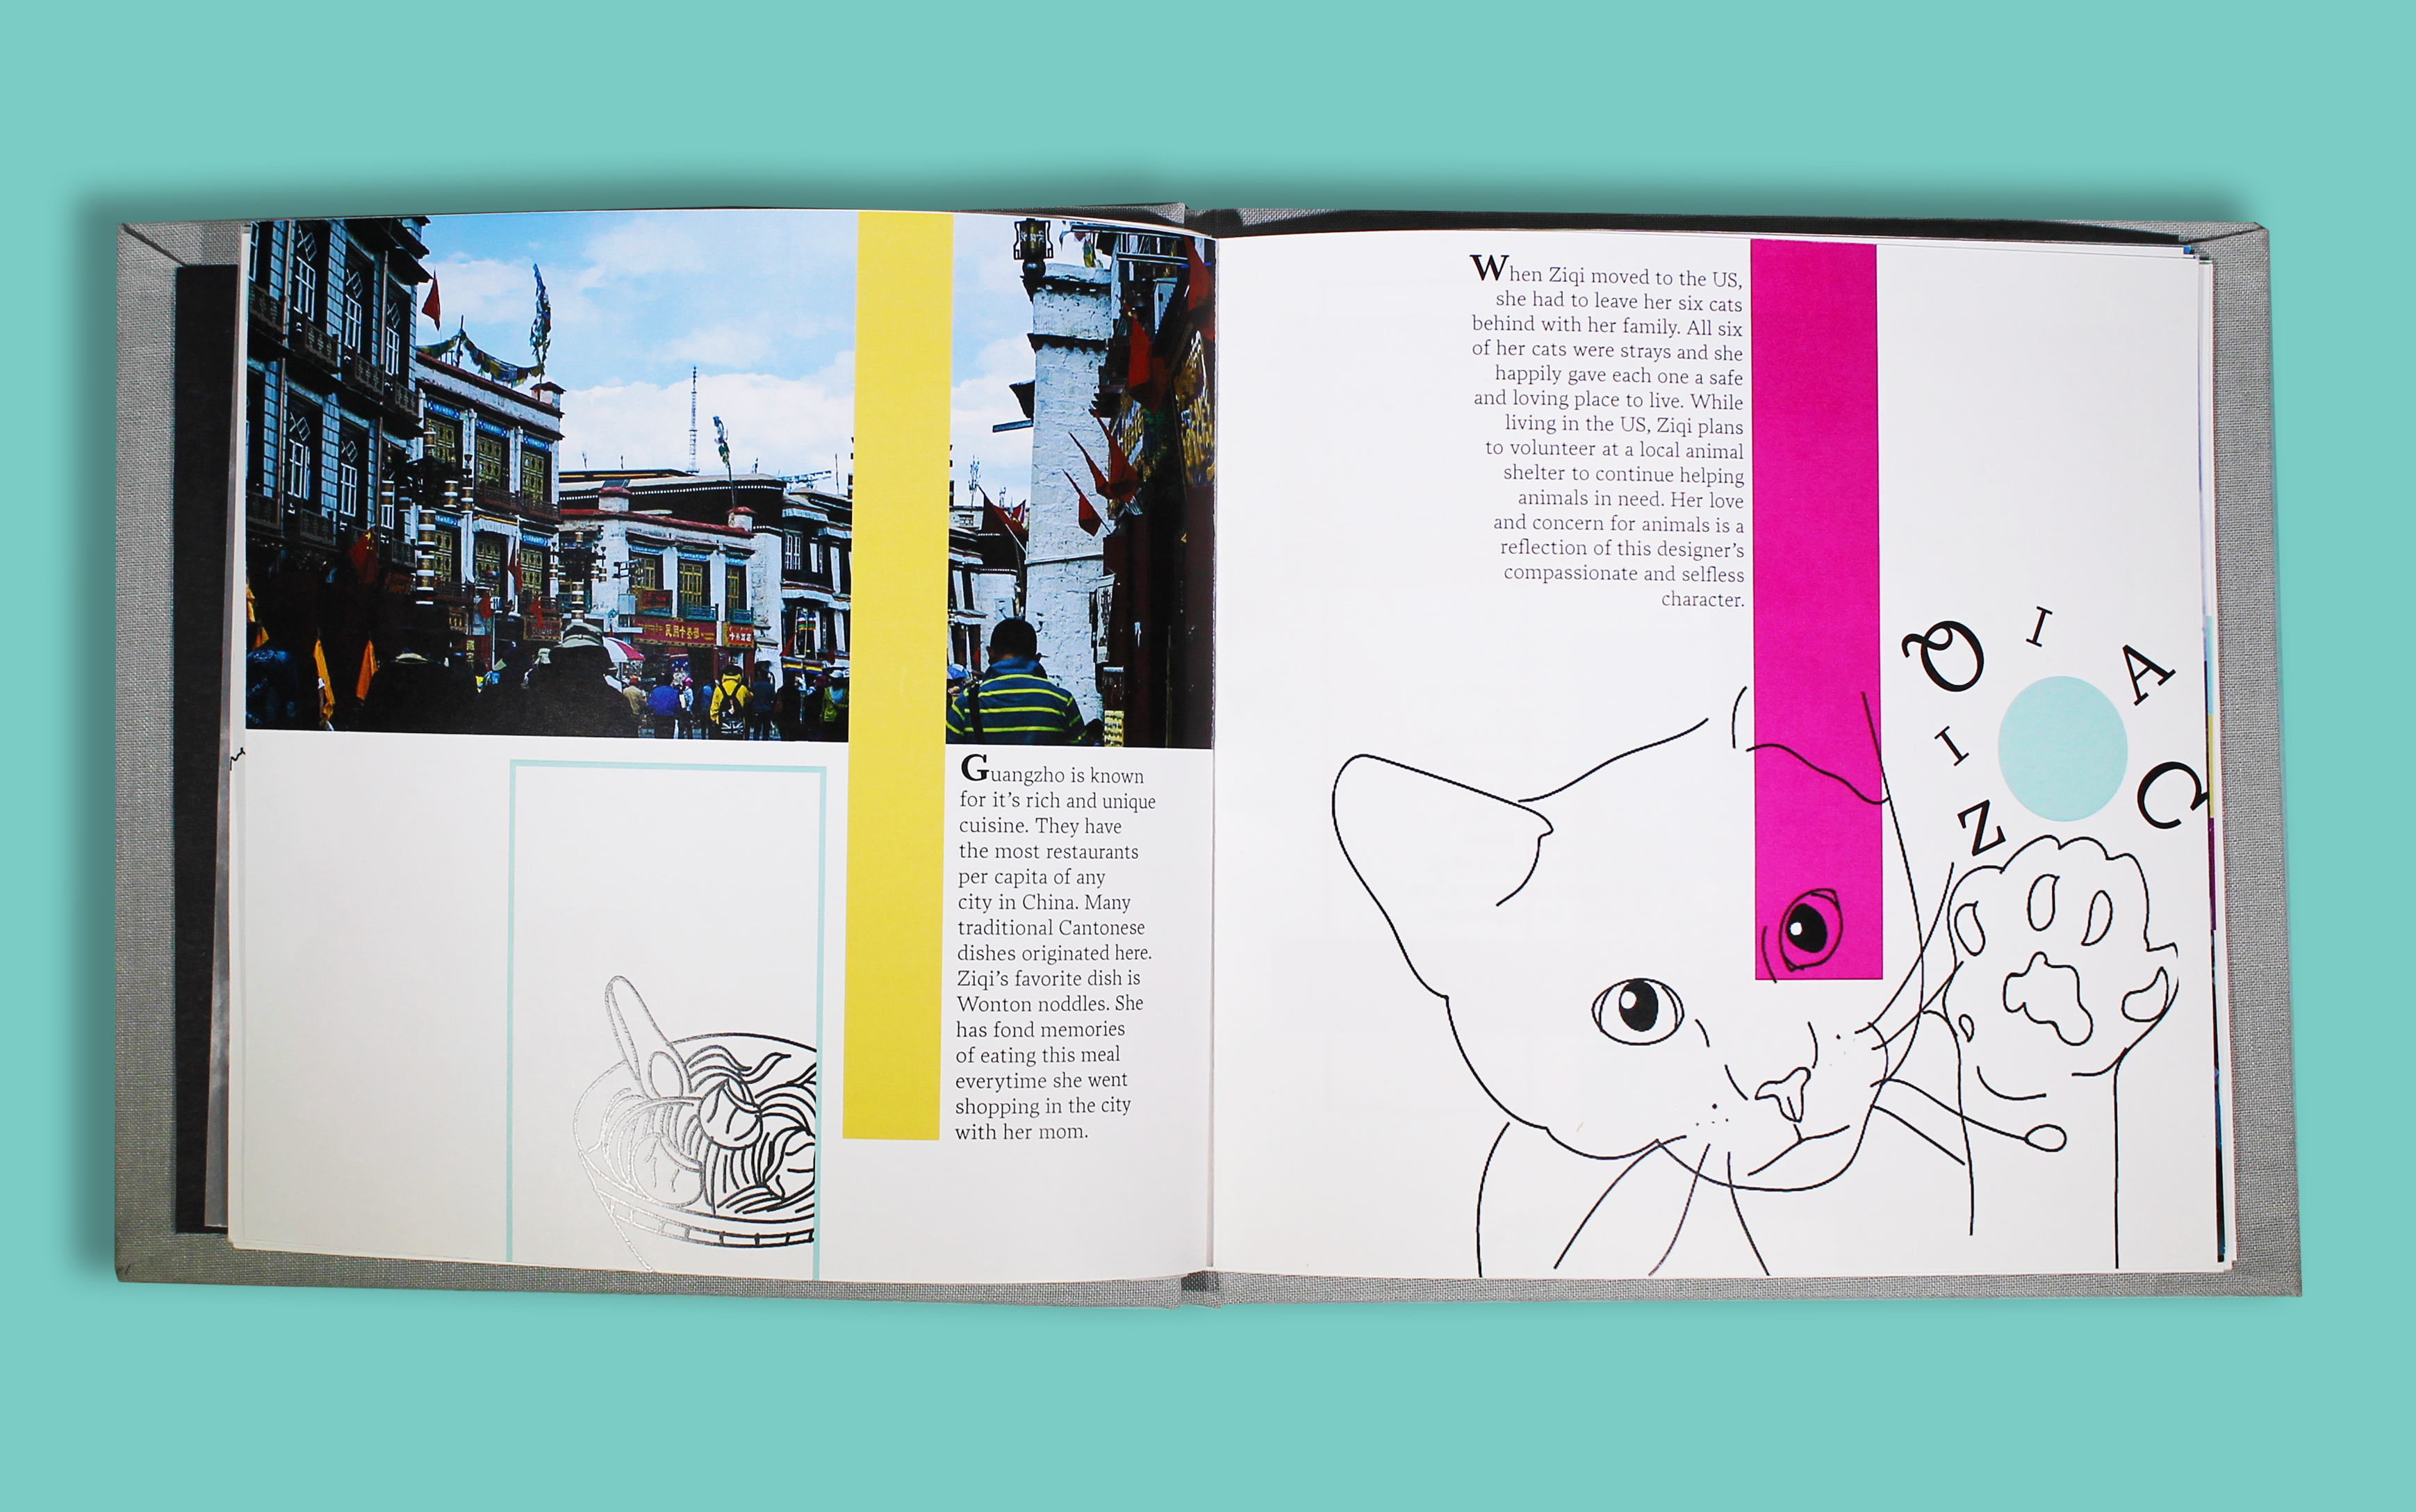 Guangzho is known
for it's rich and unique
cuisine. They have
the most restaurants
per capita of any
city in China. Many
traditional Cantonese
dishes originated here.
Ziqi's favorite dish is
Wonton noddles. She
has fond memories
of eating this meal
everytime she went
shopping in the city
with her mom.
When Ziqi moved to the US,
she had to leave her six cats
behind with her family. All six
of her cats were strays and she
happily gave each one a safe
and loving place to live. While
living in the US, Ziqi plans
to volunteer at a local animal
shelter to continue helping
animals in need. Her love
and concern for animals is a
reflection of this designer's
compassionate and selfless
character.
ZIQI CA